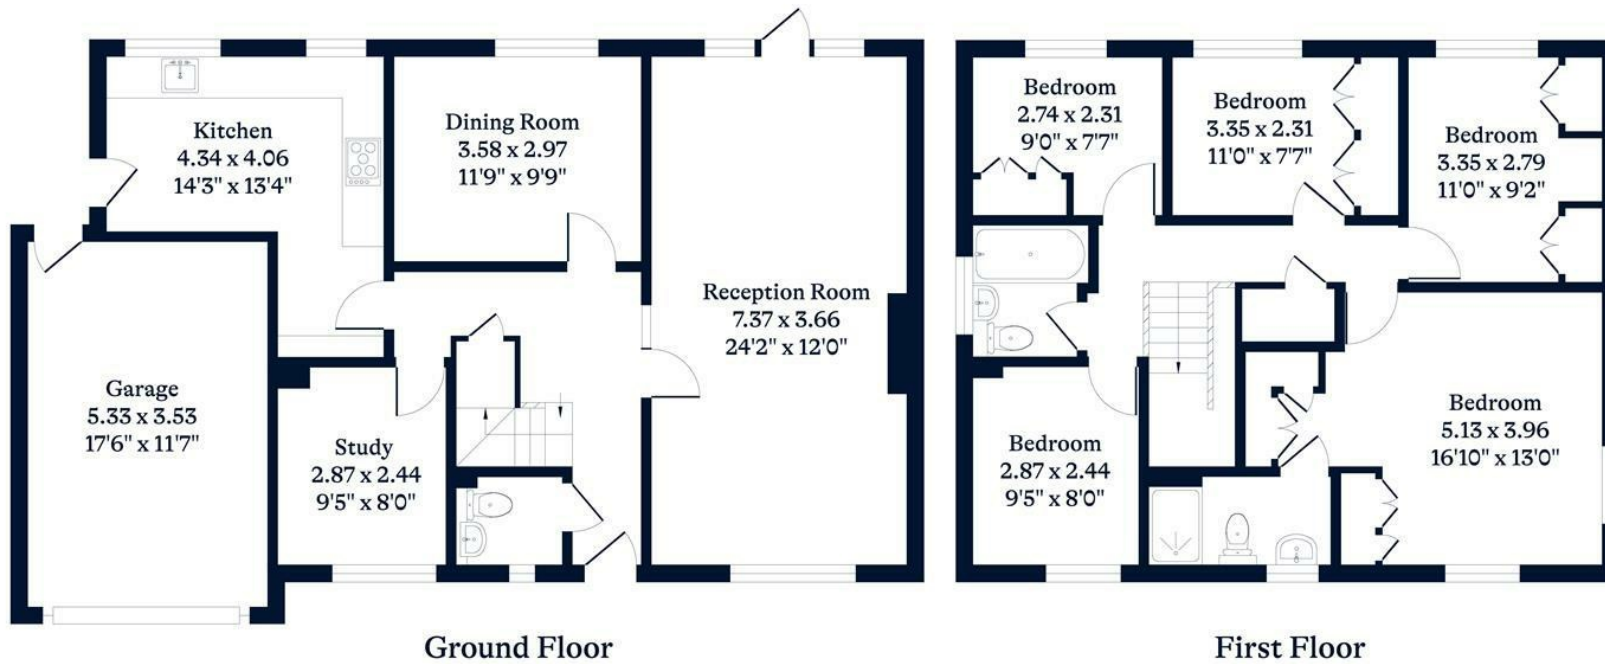 Kitchen
4.34 x 4.06
14'3" x 13'4"
Dining Room
3.58 x 2.97
11'9" x 9'9"
Reception Room
7.37 x 3.66
24'2" x 12'0"
Garage
5.33 x 3.53
17'6" x 11'7"
Study
2.87 x 2.44
9'5" x 8'0"
Ground Floor
Bedroom
2.74 x 2.31
9'0" x 7'7"
Bedroom
3.35 x 2.31
11'0" x 7'7"
Bedroom
3.35 x 2.79
11'0" x 9'2"
Bedroom
2.87 x 2.44
9'5" x 8'0"
Bedroom
5.13 x 3.96
16'10" x 13'0"
First Floor